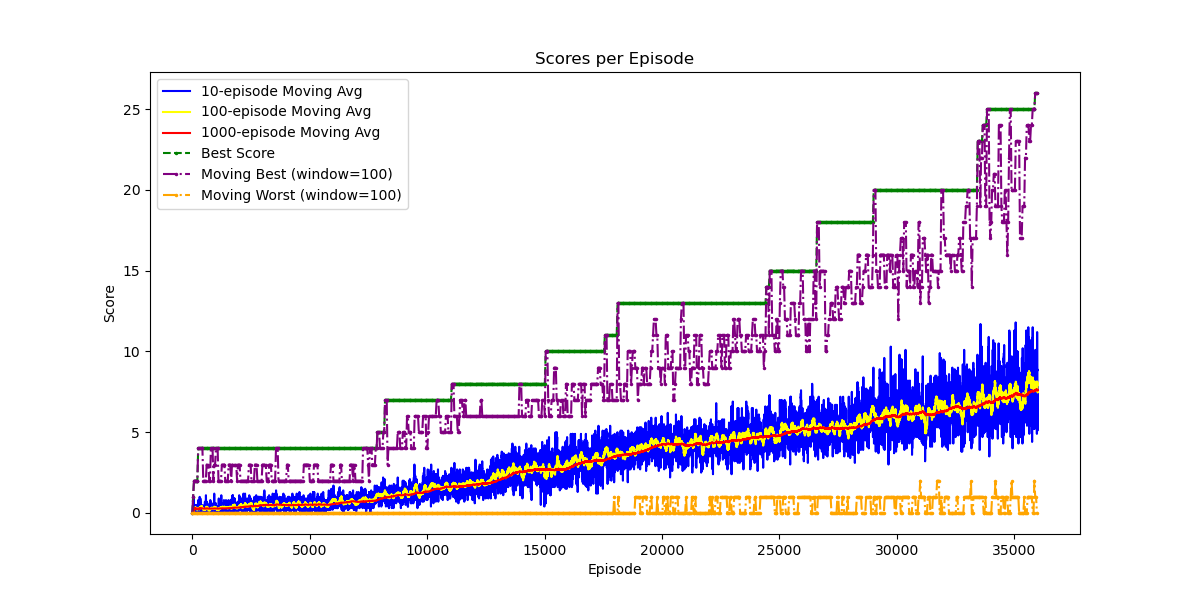 Scores per Episode
10-episode Moving Avg
100-episode Moving Avg
1000-episode Moving Avg
Best Score
Moving Best (window=100)
Moving Worst (window=100)
25
20
15
10
5
0
Score
0 5000 10000 15000 20000 25000 30000 35000
Episode